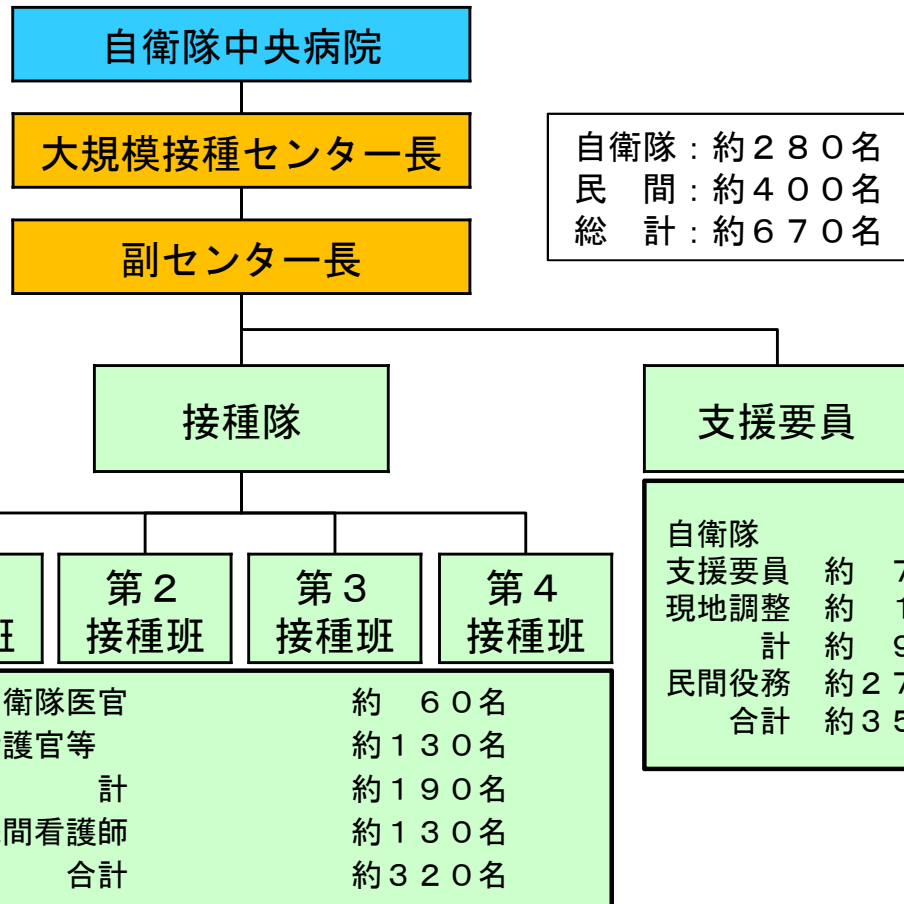 自衛隊中央病院
大規模接種センター長
副センター長
自衛隊：約２８０名
民　間：約４００名
総　計：約６７０名
接種隊
支援要員
班
第２
接種班
第３
接種班
第４
接種班
衛隊医官　約　６０名
護官等　約１３０名
計　約１９０名
間看護師　約１３０名
合計　約３２０名
自衛隊
支援要員　約　７
現地調整　約　１
計　約　９
民間役務　約２７
合計　約３５